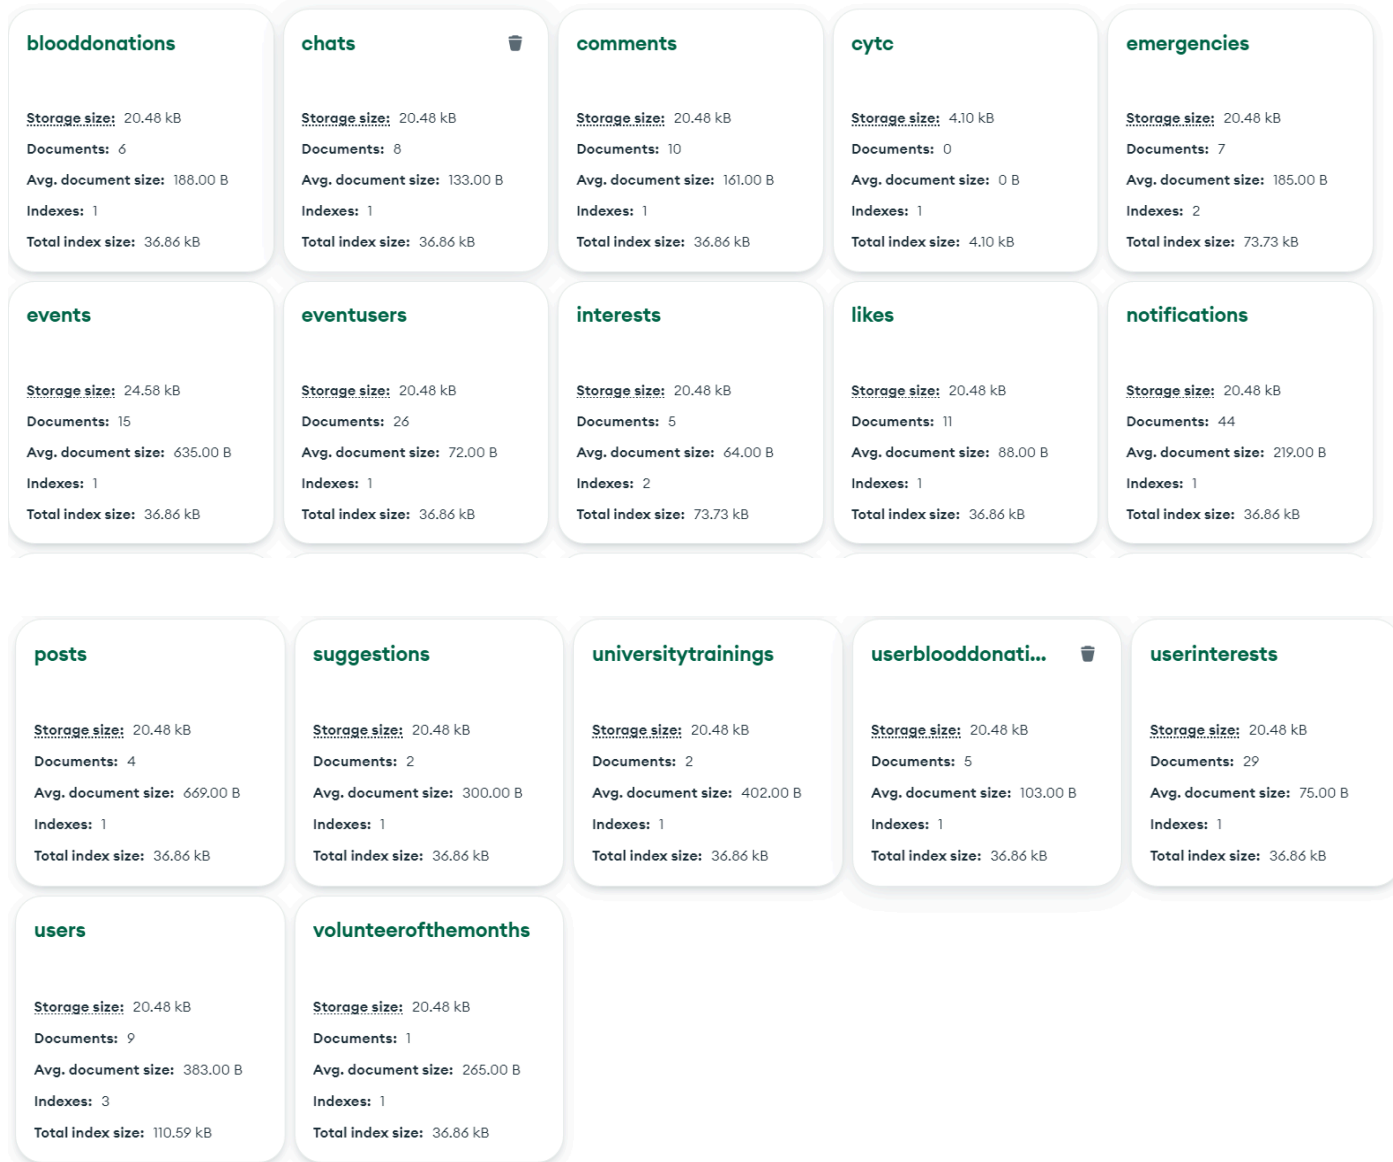 blooddonations
Storage size: 20.48 kB
Documents: 6
Avg. document size: 188.00 B
Indexes: 1
Total index size: 36.86 kB
chats
Storage size: 20.48 kB
Documents: 8
Avg. document size: 133.00 B
Indexes: 1
Total index size: 36.86 kB
comments
Storage size: 20.48 kB
Documents: 10
Avg. document size: 161.00 B
Indexes: 1
Total index size: 36.86 kB
cytc
Storage size: 4.10 kB
Documents: 0
Avg. document size: 0 B
Indexes: 1
Total index size: 4.10 kB
emergencies
Storage size: 20.48 kB
Documents: 7
Avg. document size: 185.00 B
Indexes: 2
Total index size: 73.73 kB
events
Storage size: 24.58 kB
Documents: 15
Avg. document size: 635.00 B
Indexes: 1
Total index size: 36.86 kB
eventusers
Storage size: 20.48 kB
Documents: 26
Avg. document size: 72.00 B
Indexes: 1
Total index size: 36.86 kB
interests
Storage size: 20.48 kB
Documents: 5
Avg. document size: 64.00 B
Indexes: 2
Total index size: 73.73 kB
likes
Storage size: 20.48 kB
Documents: 11
Avg. document size: 88.00 B
Indexes: 1
Total index size: 36.86 kB
notifications
Storage size: 20.48 kB
Documents: 44
Avg. document size: 219.00 B
Indexes: 1
Total index size: 36.86 kB
posts
Storage size: 20.48 kB
Documents: 4
Avg. document size: 669.00 B
Indexes: 1
Total index size: 36.86 kB
suggestions
Storage size: 20.48 kB
Documents: 2
Avg. document size: 300.00 B
Indexes: 1
Total index size: 36.86 kB
universitytrainings
Storage size: 20.48 kB
Documents: 2
Avg. document size: 402.00 B
Indexes: 1
Total index size: 36.86 kB
userblooddonati...
Storage size: 20.48 kB
Documents: 5
Avg. document size: 103.00 B
Indexes: 1
Total index size: 36.86 kB
userinterests
Storage size: 20.48 kB
Documents: 29
Avg. document size: 75.00 B
Indexes: 1
Total index size: 36.86 kB
users
Storage size: 20.48 kB
Documents: 9
Avg. document size: 383.00 B
Indexes: 3
Total index size: 110.59 kB
volunteerofthemonths
Storage size: 20.48 kB
Documents: 1
Avg. document size: 265.00 B
Indexes: 1
Total index size: 36.86 kB